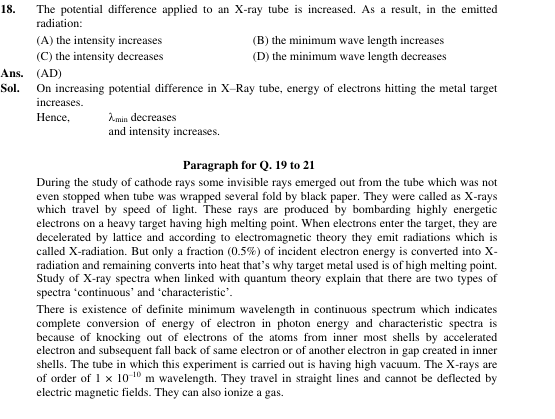 18. The potential difference applied to an X-ray tube is increased. As a result, in the emitted
radiation:
(A) the intensity increases (B) the minimum wave length increases
(C) the intensity decreases (D) the minimum wave length decreases
Ans. (AD)
Sol. On increasing potential difference in X–Ray tube, energy of electrons hitting the metal target
increases.
Hence, λmin decreases
and intensity increases.
Paragraph for Q. 19 to 21
During the study of cathode rays some invisible rays emerged out from the tube which was not
even stopped when tube was wrapped several fold by black paper. They were called as X-rays
which travel by speed of light. These rays are produced by bombarding highly energetic
electrons on a heavy target having high melting point. When electrons enter the target, they are
decelerated by lattice and according to electromagnetic theory they emit radiations which is
called X-radiation. But only a fraction (0.5%) of incident electron energy is converted into X-
radiation and remaining converts into heat that's why target metal used is of high melting point.
Study of X-ray spectra when linked with quantum theory explain that there are two types of
spectra 'continuous' and 'characteristic'.
There is existence of definite minimum wavelength in continuous spectrum which indicates
complete conversion of energy of electron in photon energy and characteristic spectra is
because of knocking out of electrons of the atoms from inner most shells by accelerated
electron and subsequent fall back of same electron or of another electron in gap created in inner
shells. The tube in which this experiment is carried out is having high vacuum. The X-rays are
of order of 1 × 10⁻¹⁰ m wavelength. They travel in straight lines and cannot be deflected by
electric magnetic fields. They can also ionize a gas.